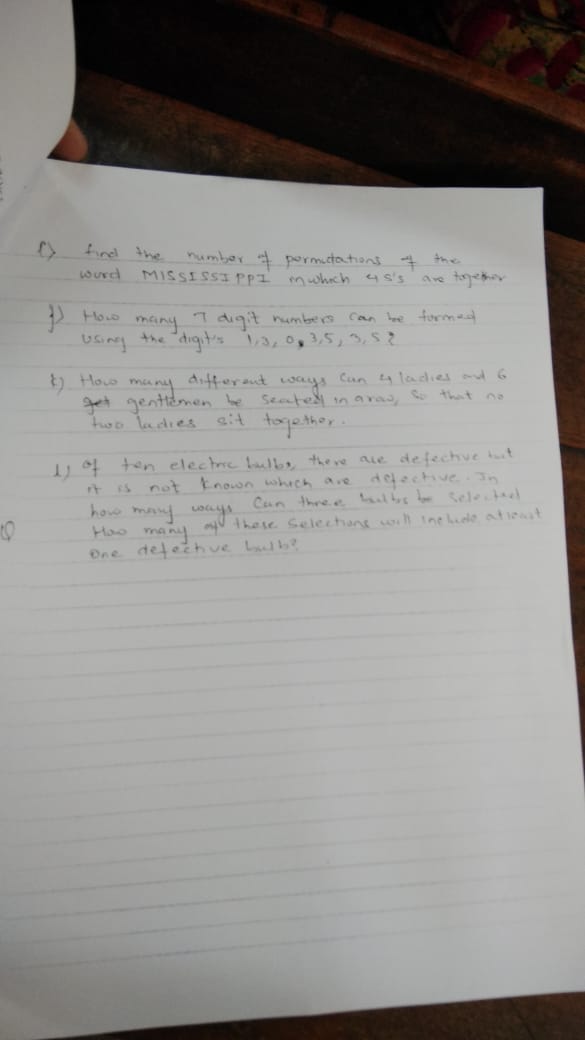 i) find the number of permutations of the
word MISSISSIPPI in which 4 S's are together
j) How many 7 digit numbers can be formed
using the digit's 1, 3, 0, 3, 5, 3, 5 ?
k) How many different ways can 4 ladies and 6
get gentlemen be seated in a row, so that no
two ladies sit together.
l) of ten electric bulbs, there are defective but
it is not known which are defective. In
how many ways can three bulbs be selected
How many of these selections will include atleast
one defective bulb?